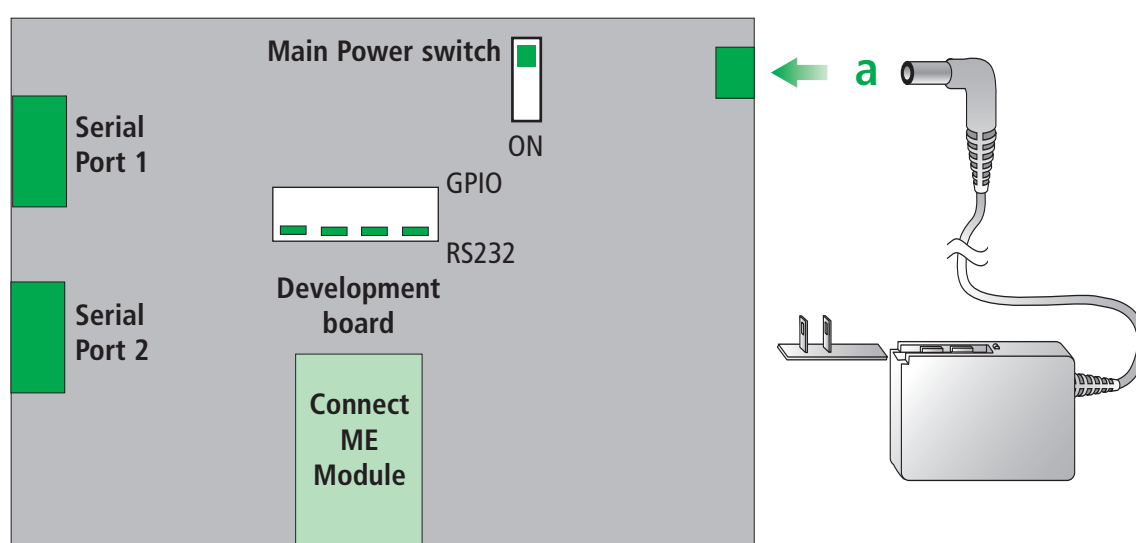 Main Power switch
ON
a
Serial
Port 1
GPIO
RS232
Development
board
Serial
Port 2
Connect
ME
Module